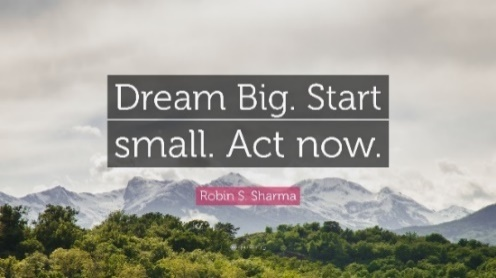 Dream Big. Start
small. Act now.
Robin S. Sharma